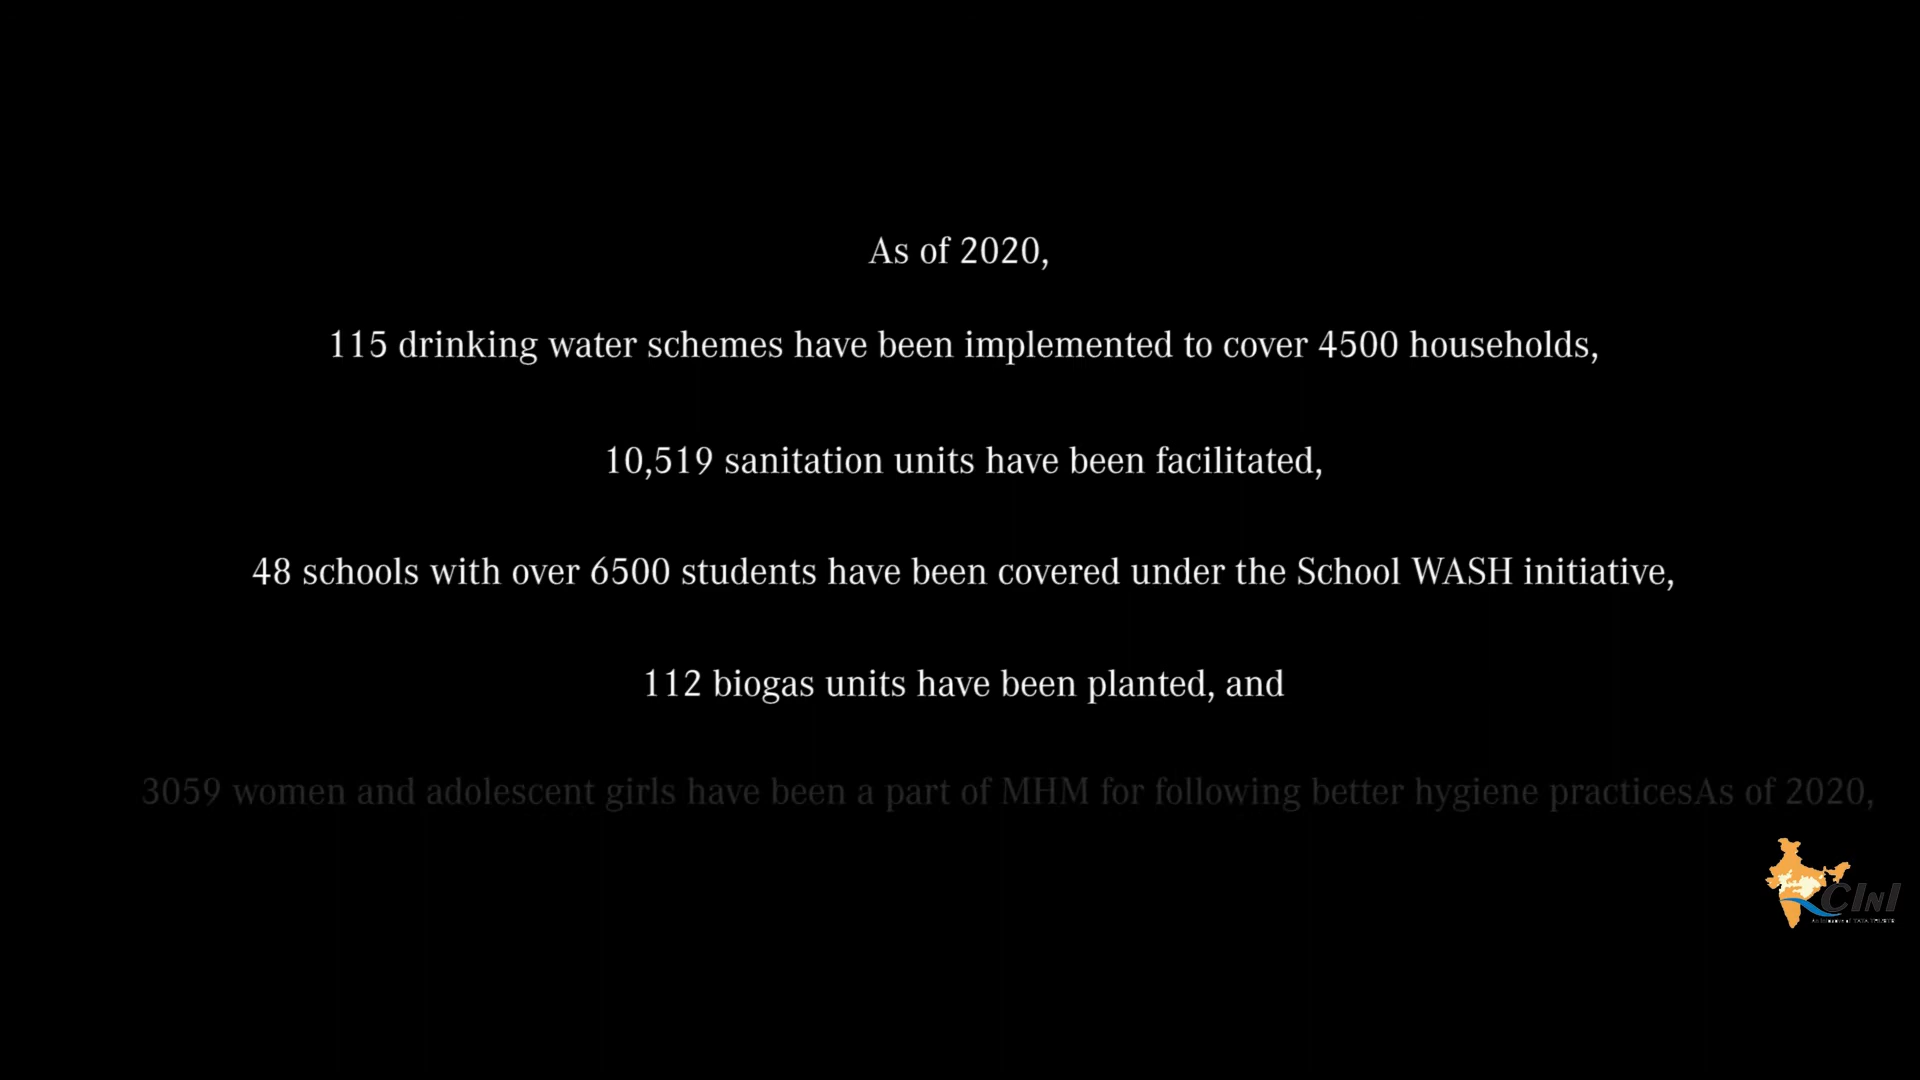 As of 2020,
115 drinking water schemes have been implemented to cover 4500 households,
10,519 sanitation units have been facilitated,
48 schools with over 6500 students have been covered under the School WASH initiative,
112 biogas units have been planted, and
3059 women and adolescent girls have been a part of MHM for following better hygiene practicesAs of 2020,
CInI